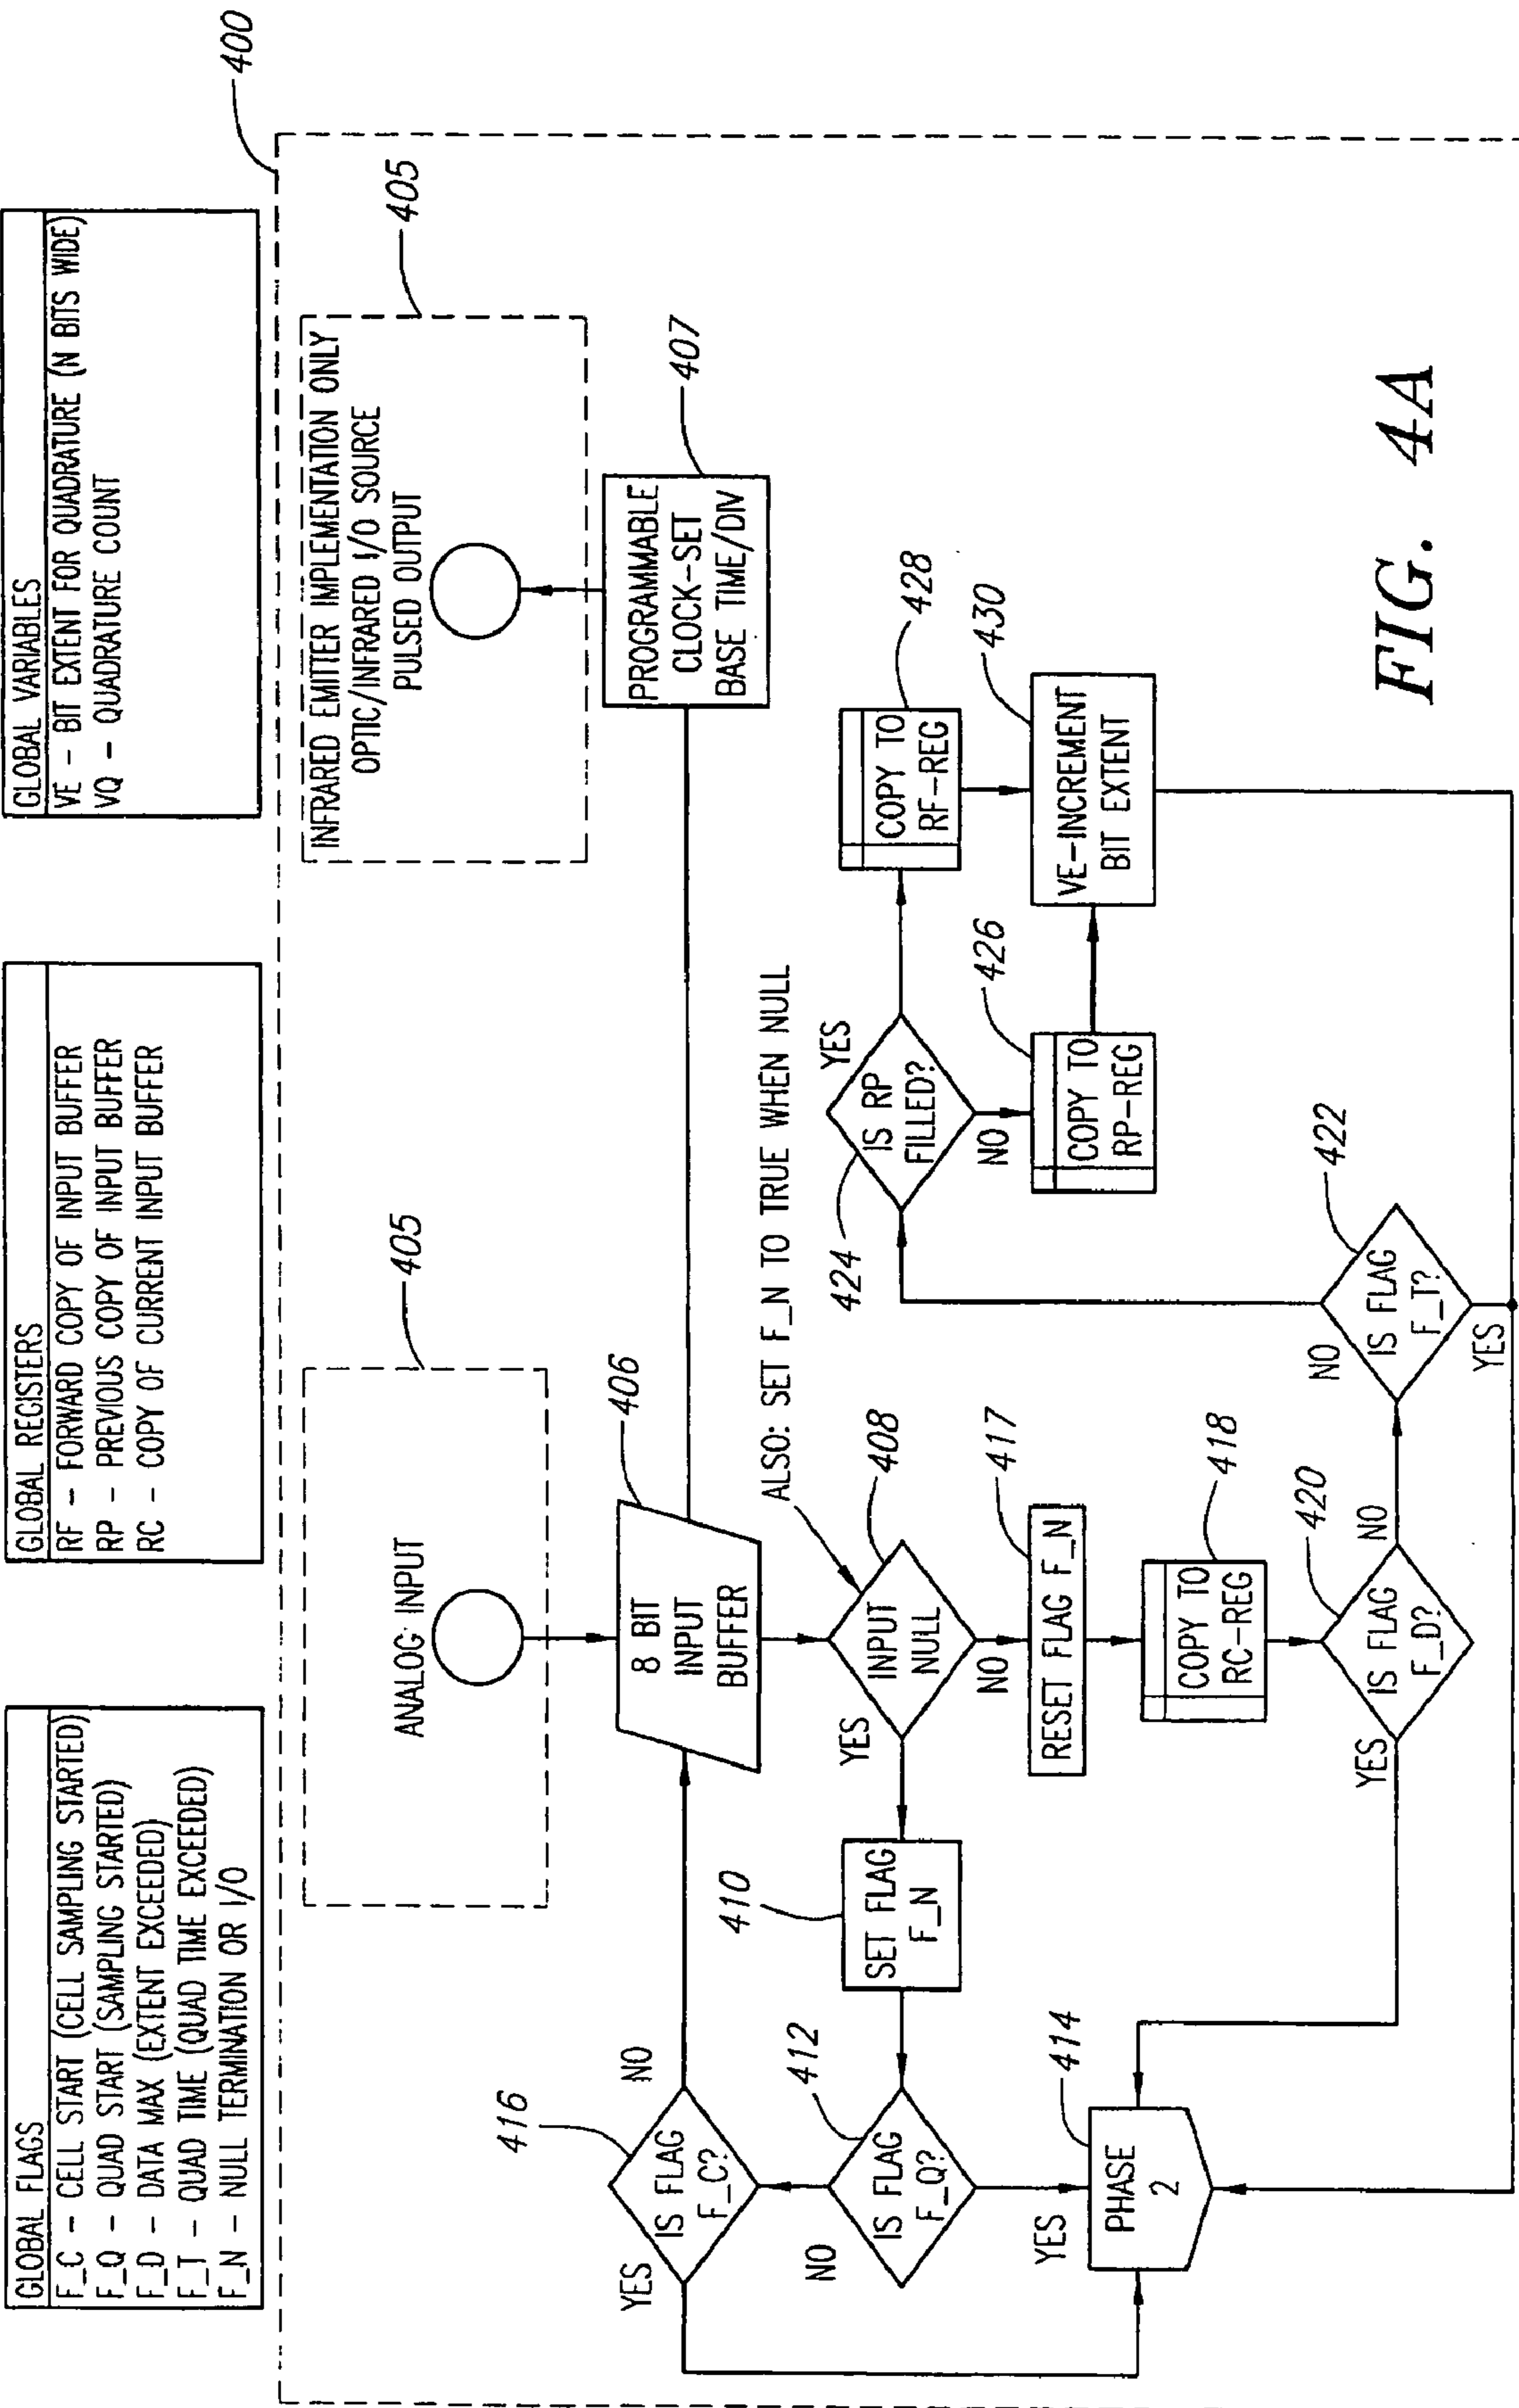 GLOBAL FLAGS
F_C – CELL START (CELL SAMPLING STARTED)
F_Q – QUAD START (SAMPLING STARTED)
F_D – DATA MAX (EXTENT EXCEEDED)
F_T – QUAD TIME (QUAD TIME EXCEEDED)
F_N – NULL TERMINATION OR I/O
GLOBAL REGISTERS
RF – FORWARD COPY OF INPUT BUFFER
RP – PREVIOUS COPY OF INPUT BUFFER
RC – COPY OF CURRENT INPUT BUFFER
GLOBAL VARIABLES
VE – BIT EXTENT FOR QUADRATURE (N BITS WIDE)
VQ – QUADRATURE COUNT
400
ANALOG INPUT
405
INFRARED EMITTER IMPLEMENTATION ONLY
OPTIC/INFRARED I/O SOURCE
PULSED OUTPUT
405
416
IS FLAG
F_C?
YES
NO
8 BIT
INPUT
BUFFER
406
PROGRAMMABLE
CLOCK-SET
BASE TIME/DIV
407
ALSO: SET F_N TO TRUE WHEN NULL
412
IS FLAG
F_Q?
NO
YES
410
SET FLAG
F_N
YES
INPUT
NULL
408
NO
424
IS RP
FILLED?
YES
NO
COPY TO
RF-REG
428
414
PHASE
2
RESET FLAG F_N
417
COPY TO
RC-REG
418
COPY TO
RP-REG
426
VE-INCREMENT
BIT EXTENT
430
YES
IS FLAG
F_D?
420
NO
NO
IS FLAG
F_T?
422
YES
FIG. 4A